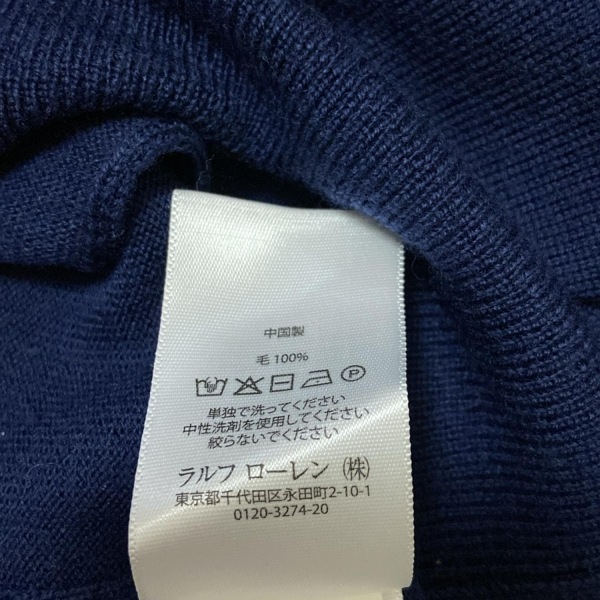 中国製
毛 100%
P
単独で洗ってください
中性洗剤を使用してください
絞らないでください
ラルフ ローレン (株)
東京都千代田区永田町2-10-1
0120-3274-20